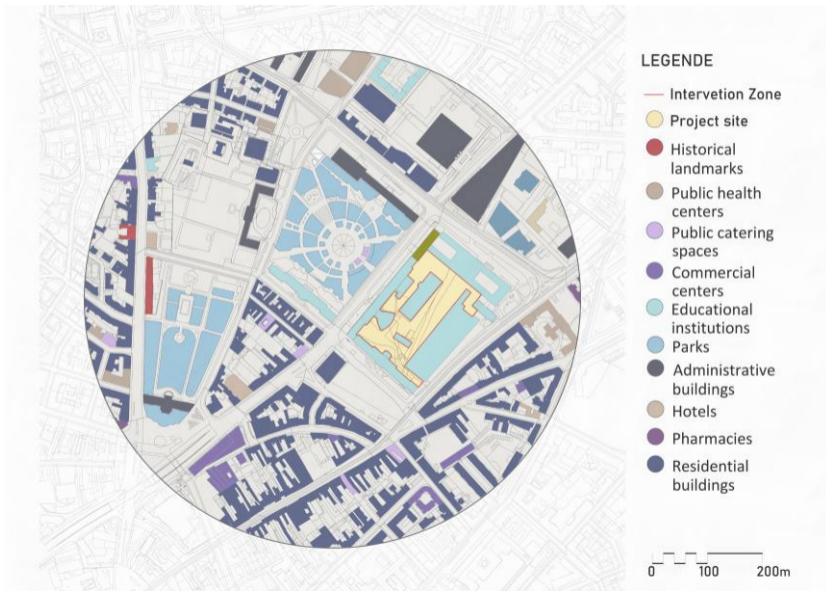 LEGENDE
Intervetion Zone
Project site
Historical
landmarks
Public health
centers
Public catering
spaces
Commercial
centers
Educational
institutions
Parks
Administrative
buildings
Hotels
Pharmacies
Residential
buildings
0 100 200m